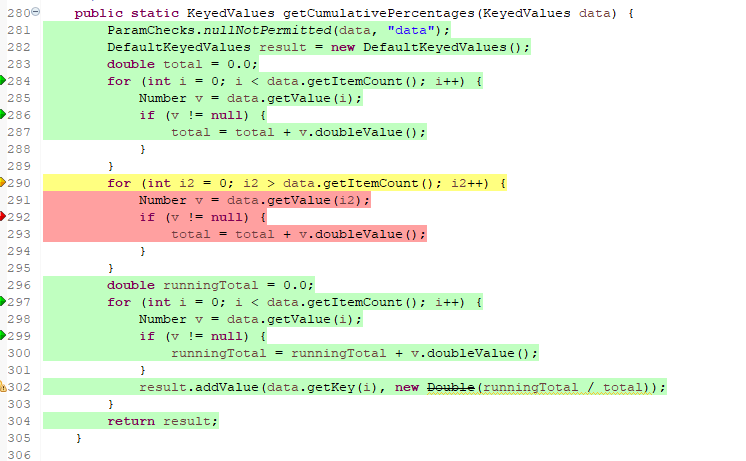 280 public static KeyedValues getCumulativePercentages(KeyedValues data) {
281 ParamChecks.nullNotPermitted(data, "data");
282 DefaultKeyedValues result = new DefaultKeyedValues();
283 double total = 0.0;
284 for (int i = 0; i < data.getItemCount(); i++) {
285 Number v = data.getValue(i);
286 if (v != null) {
287 total = total + v.doubleValue();
288 }
289 }
290 for (int i2 = 0; i2 > data.getItemCount(); i2++) {
291 Number v = data.getValue(i2);
292 if (v != null) {
293 total = total + v.doubleValue();
294 }
295 }
296 double runningTotal = 0.0;
297 for (int i = 0; i < data.getItemCount(); i++) {
298 Number v = data.getValue(i);
299 if (v != null) {
300 runningTotal = runningTotal + v.doubleValue();
301 }
302 result.addValue(data.getKey(i), new Double(runningTotal / total));
303 }
304 return result;
305 }
306